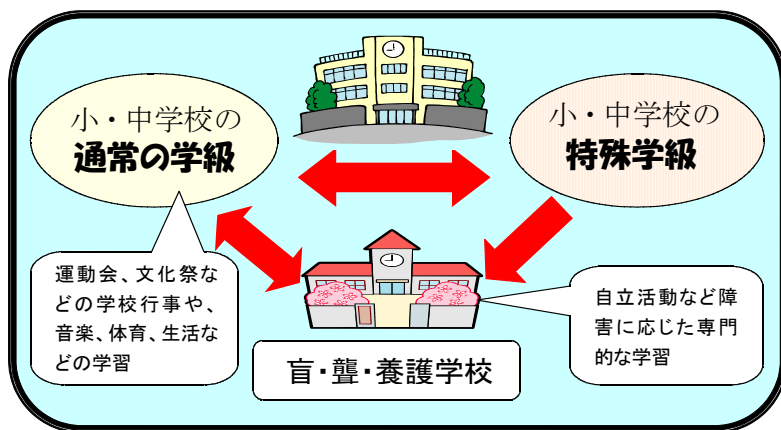 小・中学校の
通常の学級
小・中学校の
特殊学級
運動会、文化祭な
どの学校行事や、
音楽、体育、生活な
どの学習
自立活動など障
害に応じた専門
的な学習
盲・聾・養護学校